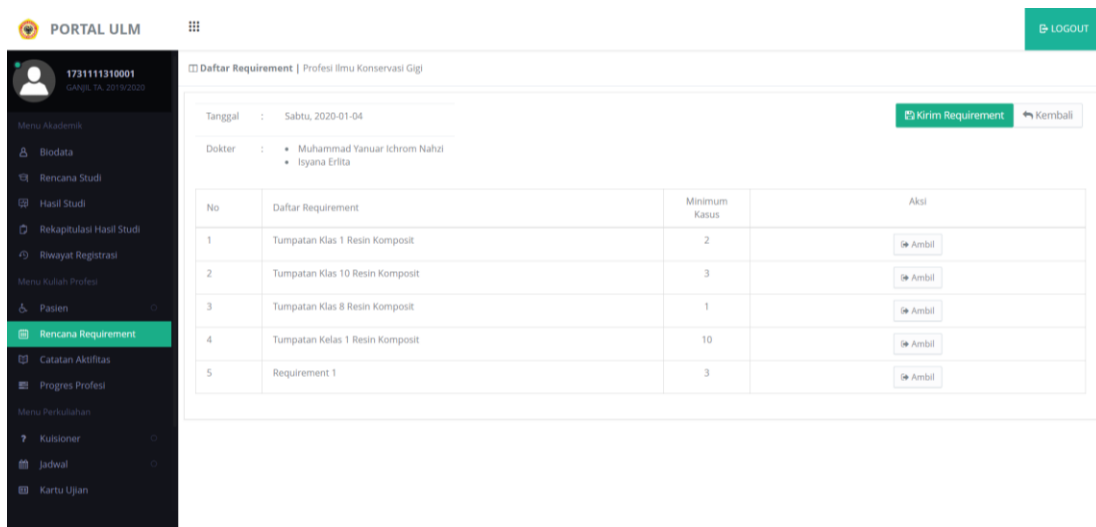 PORTAL ULM
LOGOUT
1731111310001
GANJIL TA. 2019/2020
Menu Akademik
Biodata
Rencana Studi
Hasil Studi
Rekapitulasi Hasil Studi
Riwayat Registrasi
Menu Kuliah Profesi
Pasien
Rencana Requirement
Catatan Aktifitas
Progres Profesi
Menu Perkuliahan
? Kuisioner
Jadwal
Kartu Ujian
Daftar Requirement | Profesi Ilmu Konservasi Gigi
Tanggal : Sabtu, 2020-01-04
Kirim Requirement Kembali
Dokter : • Muhammad Yanuar Ichrom Nahzi
• Isyana Erlita
No Daftar Requirement Minimum Kasus Aksi
1 Tumpatan Klas 1 Resin Komposit 2 Ambil
2 Tumpatan Klas 10 Resin Komposit 3 Ambil
3 Tumpatan Klas 8 Resin Komposit 1 Ambil
4 Tumpatan Kelas 1 Resin Komposit 10 Ambil
5 Requirement 1 3 Ambil